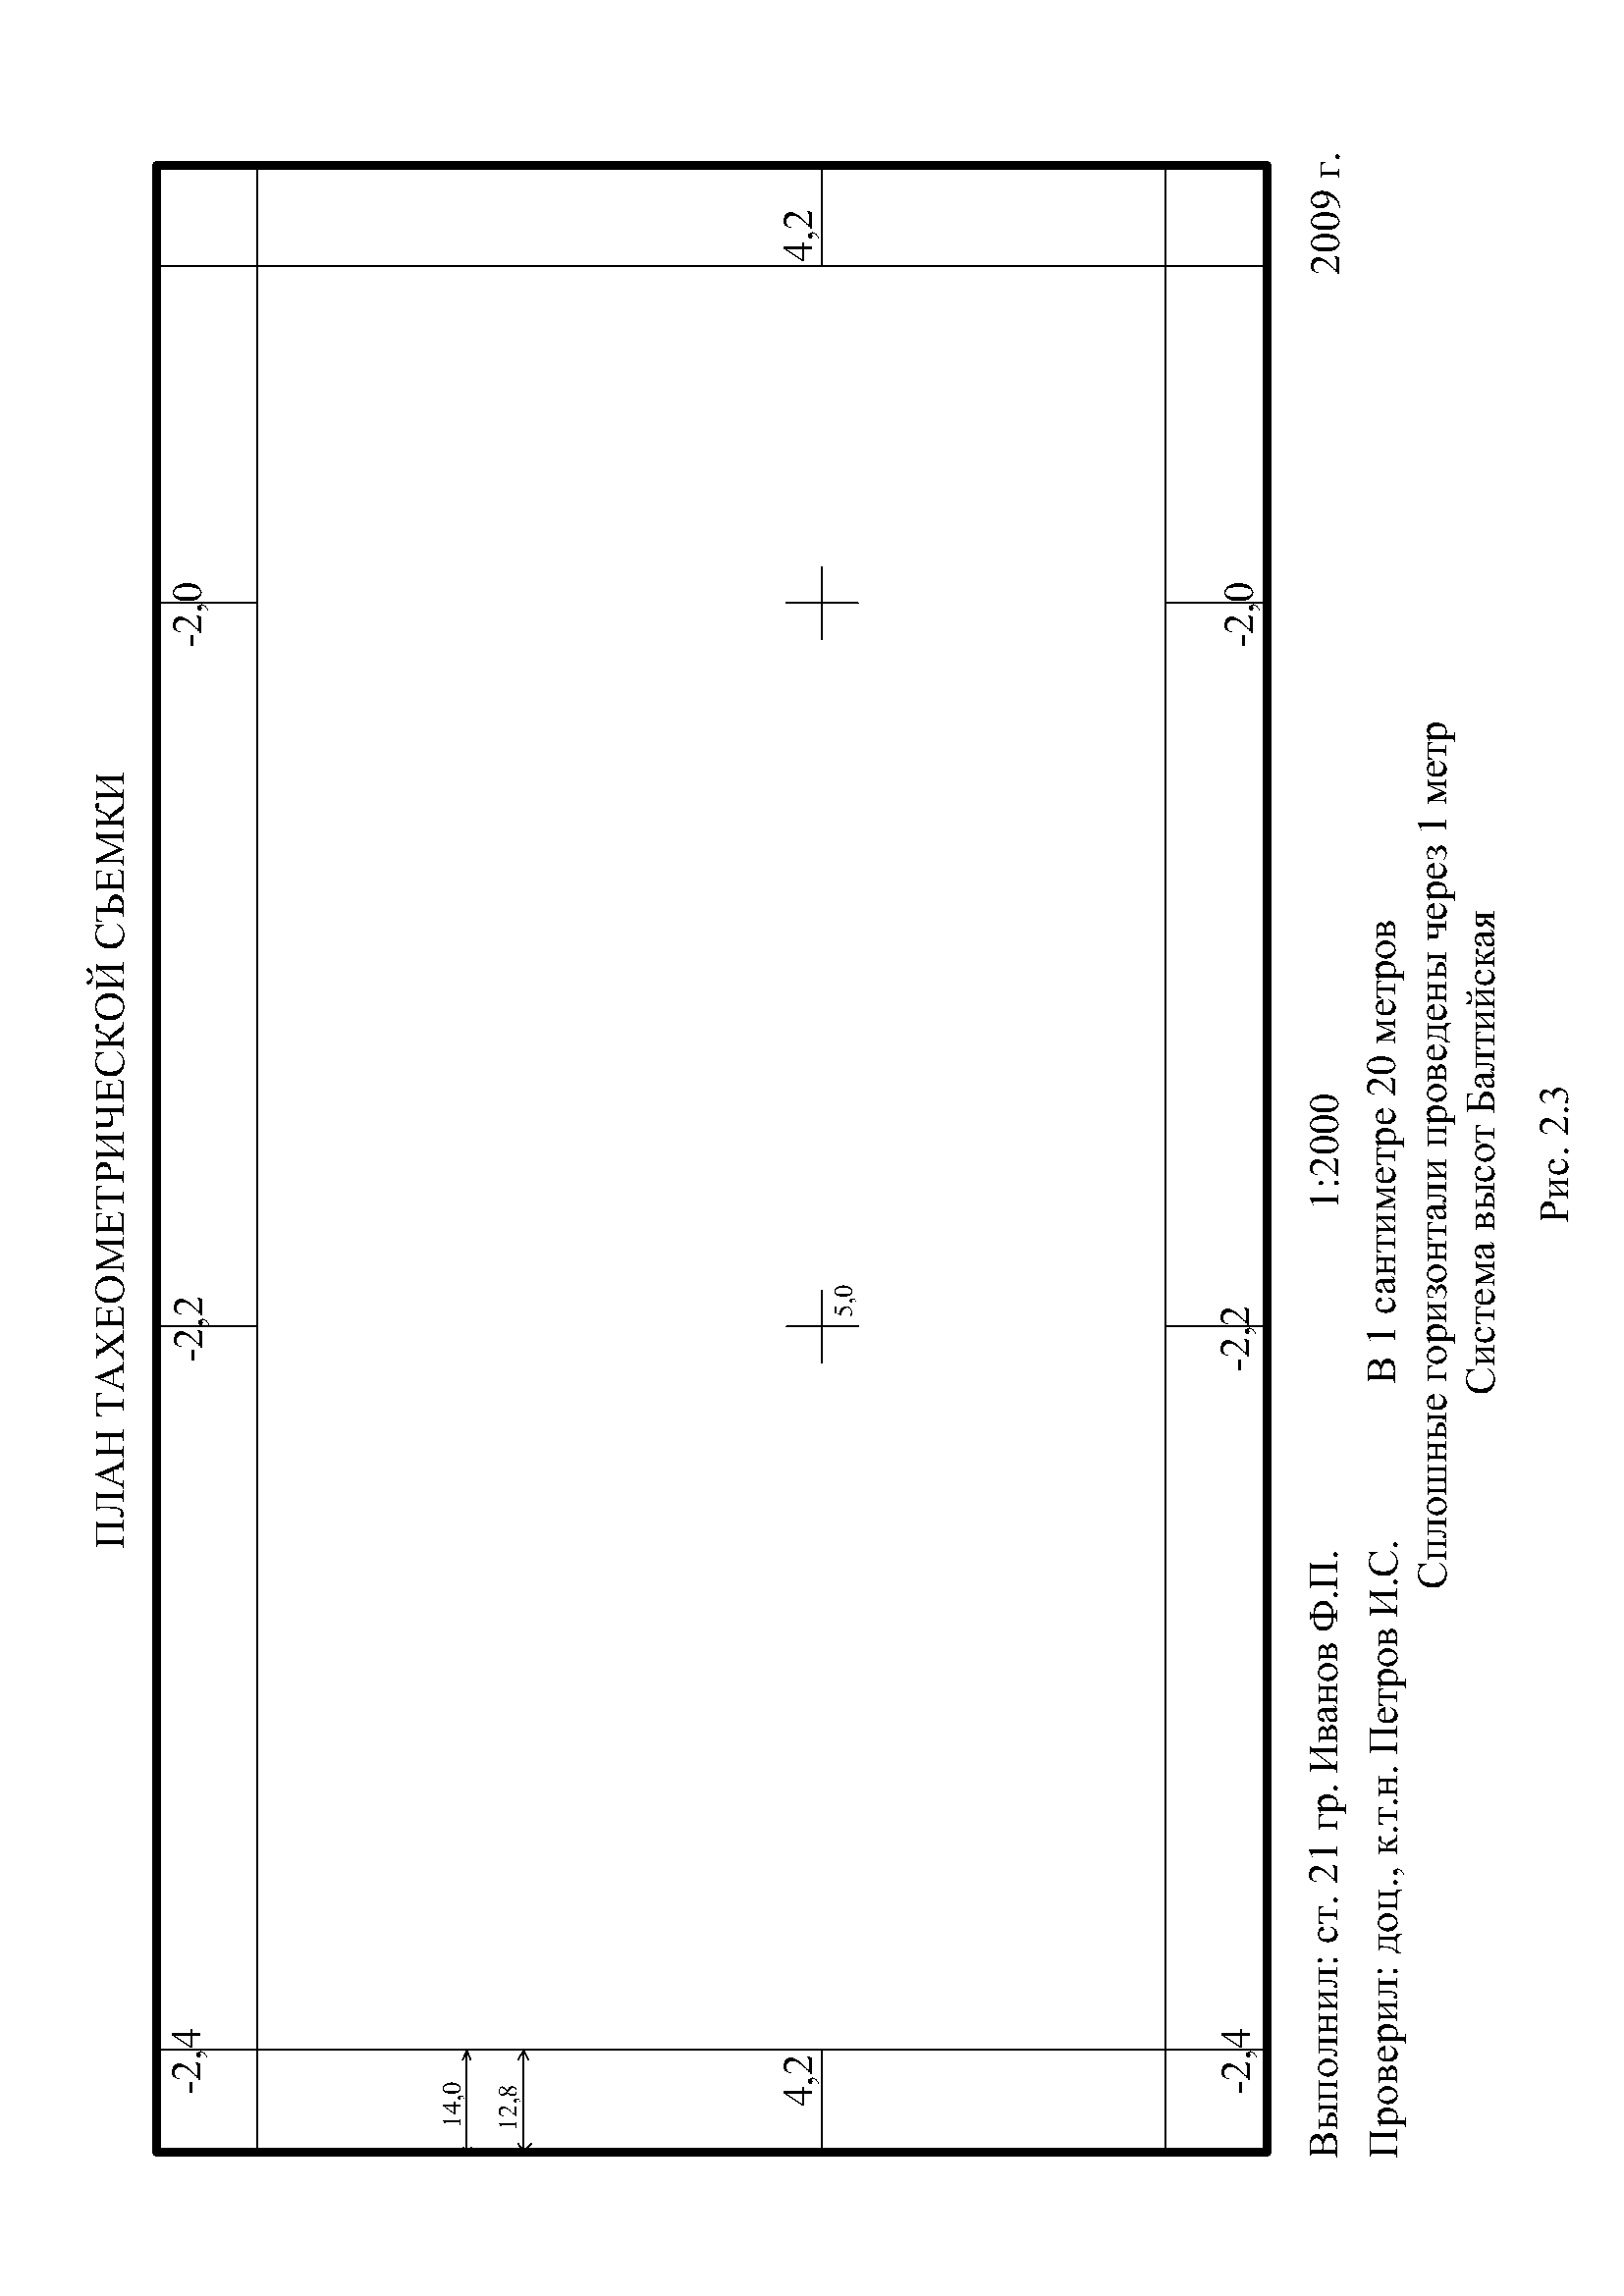 ПЛАН ТАХЕОМЕТРИЧЕСКОЙ СЪЕМКИ
-2,4
-2,2
-2,0
14,0
12,8
4,2
4,2
5,0
-2,4
-2,2
-2,0
Выполнил: ст. 21 гр. Иванов Ф.П.
1:2000
2009 г.
Проверил: доц., к.т.н. Петров И.С.
В 1 сантиметре 20 метров
Сплошные горизонтали проведены через 1 метр
Система высот Балтийская
Рис. 2.3